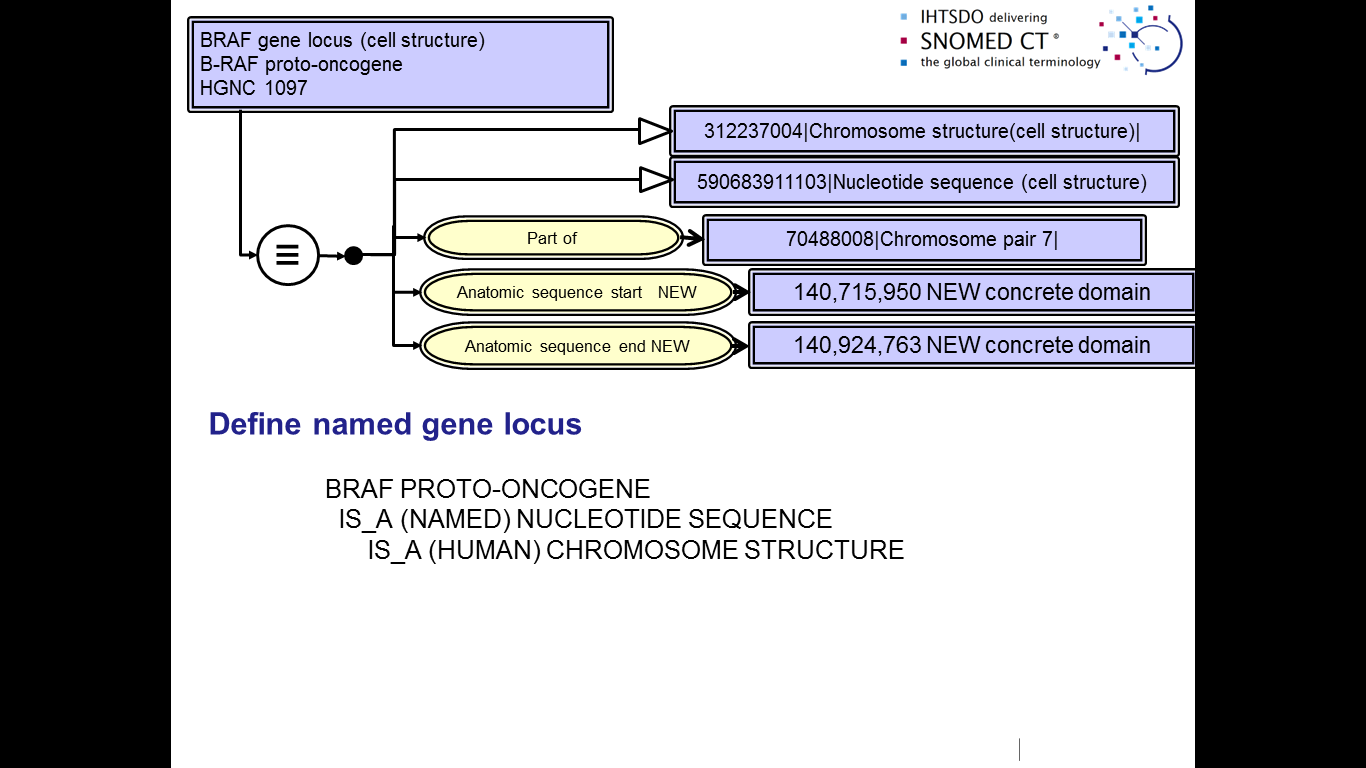 BRAF gene locus (cell structure)
B-RAF proto-oncogene
HGNC 1097
IHTSDO delivering
SNOMED CT ®
the global clinical terminology
312237004|Chromosome structure(cell structure)|
590683911103|Nucleotide sequence (cell structure)
Part of
70488008|Chromosome pair 7|
Anatomic sequence start NEW
140,715,950 NEW concrete domain
Anatomic sequence end NEW
140,924,763 NEW concrete domain
Define named gene locus
BRAF PROTO-ONCOGENE
IS_A (NAMED) NUCLEOTIDE SEQUENCE
IS_A (HUMAN) CHROMOSOME STRUCTURE